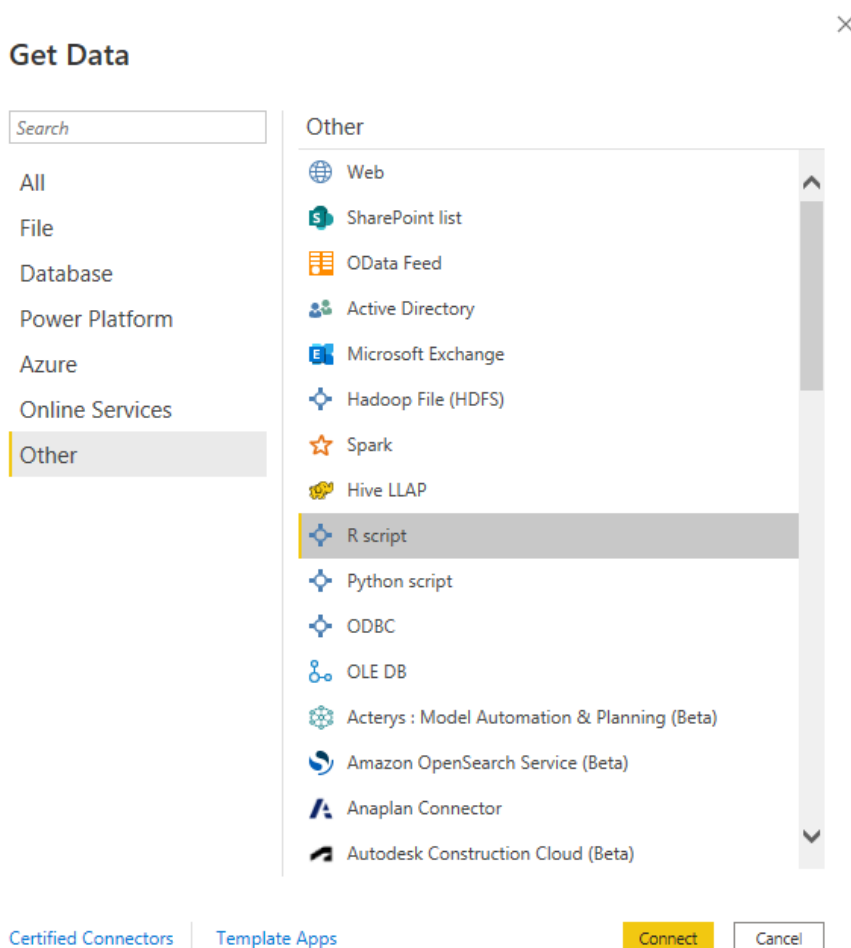 Get Data
Search
All
File
Database
Power Platform
Azure
Online Services
Other
Other
Web
SharePoint list
OData Feed
Active Directory
Microsoft Exchange
Hadoop File (HDFS)
Spark
Hive LLAP
R script
Python script
ODBC
OLE DB
Acterys : Model Automation & Planning (Beta)
Amazon OpenSearch Service (Beta)
Anaplan Connector
Autodesk Construction Cloud (Beta)
Certified Connectors
Template Apps
Connect
Cancel